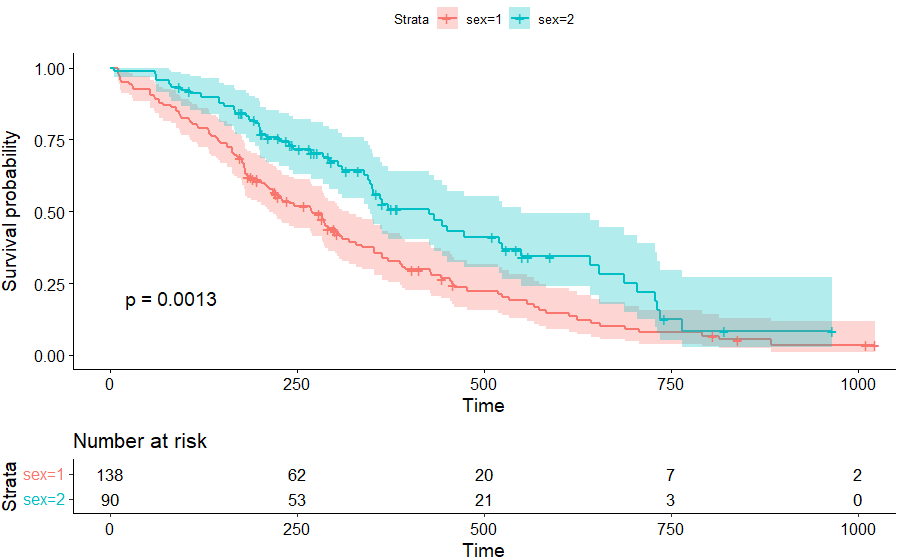 Strata sex=1 sex=2
1.00
0.75
0.50
0.25
0.00
Survival probability
p = 0.0013
0 250 500 750 1000
Time
Number at risk
Strata
sex=1 138 62 20 7 2
sex=2 90 53 21 3 0
0 250 500 750 1000
Time